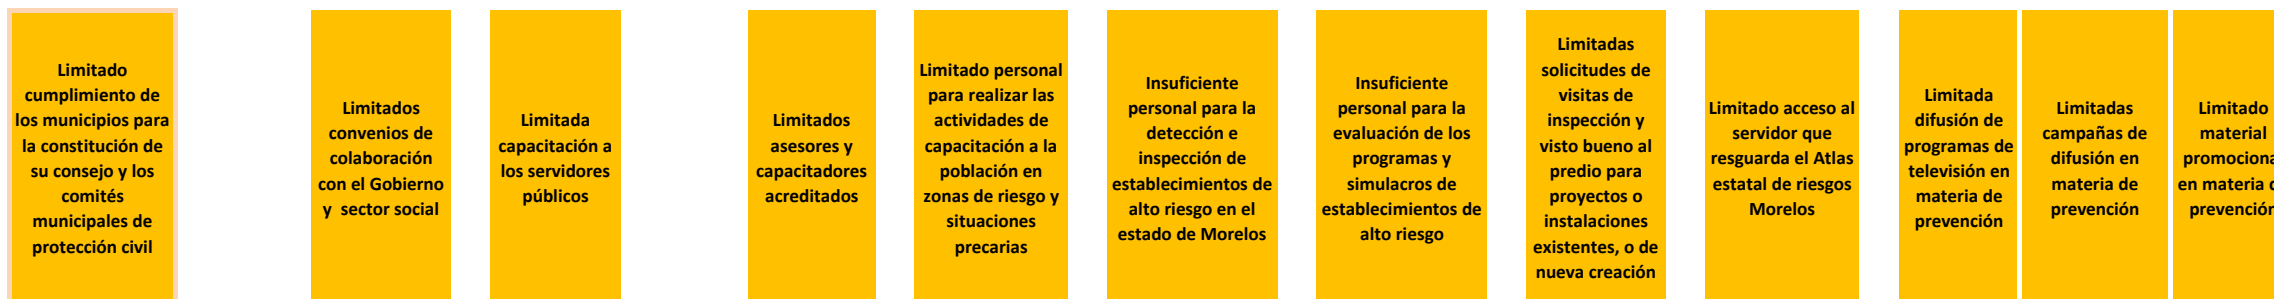 Limitado
cumplimiento de
los municipios para
la constitución de
su consejo y los
comités
municipales de
protección civil
Limitados
convenios de
colaboración
con el Gobierno
y sector social
Limitada
capacitación a
los servidores
públicos
Limitados
asesores y
capacitadores
acreditados
Limitado personal
para realizar las
actividades de
capacitación a la
población en
zonas de riesgo y
situaciones
precarias
Insuficiente
personal para la
detección e
inspección de
establecimientos de
alto riesgo en el
estado de Morelos
Insuficiente
personal para la
evaluación de los
programas y
simulacros de
establecimientos de
alto riesgo
Limitadas
solicitudes de
visitas de
inspección y
visto bueno al
predio para
proyectos o
instalaciones
existentes, o de
nueva creación
Limitado acceso al
servidor que
resguarda el Atlas
estatal de riesgos
Morelos
Limitada
difusión de
programas de
televisión en
materia de
prevención
Limitadas
campañas de
difusión en
materia de
prevención
Limitado
material
promociona
en materia
prevención